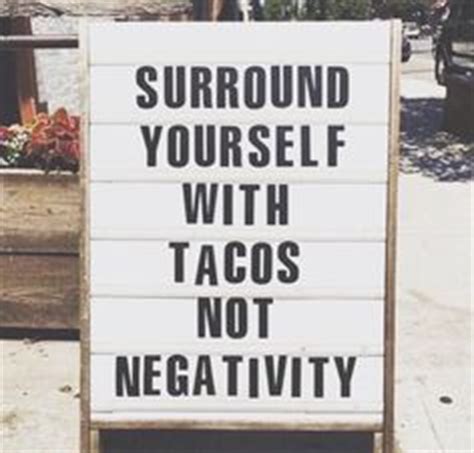 SURROUND
YOURSELF
WITH
TACOS
NOT
NEGATIVITY